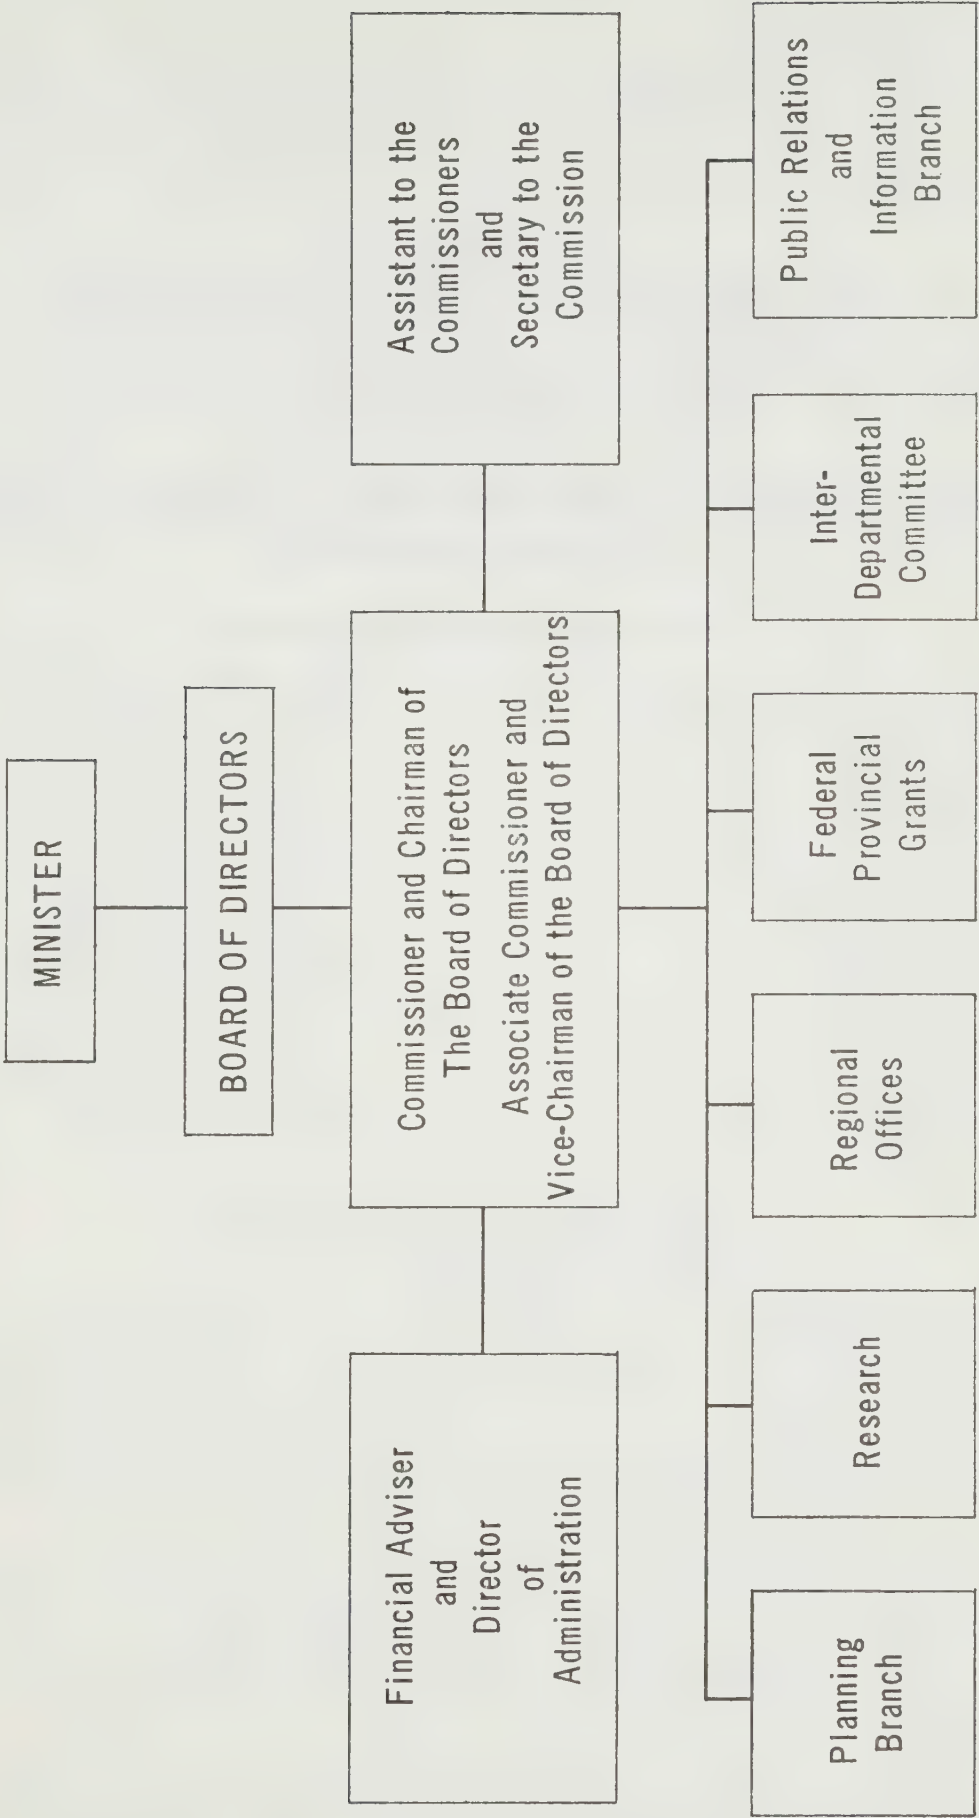 MINISTER
BOARD OF DIRECTORS
Financial Adviser
and
Director
of
Administration
Commissioner and Chairman of
The Board of Directors
Associate Commissioner and
Vice-Chairman of the Board of Directors
Assistant to the
Commissioners
and
Secretary to the
Commission
Planning
Branch
Research
Regional
Offices
Federal
Provincial
Grants
Inter-
Departmental
Committee
Public Relations
and
Information
Branch